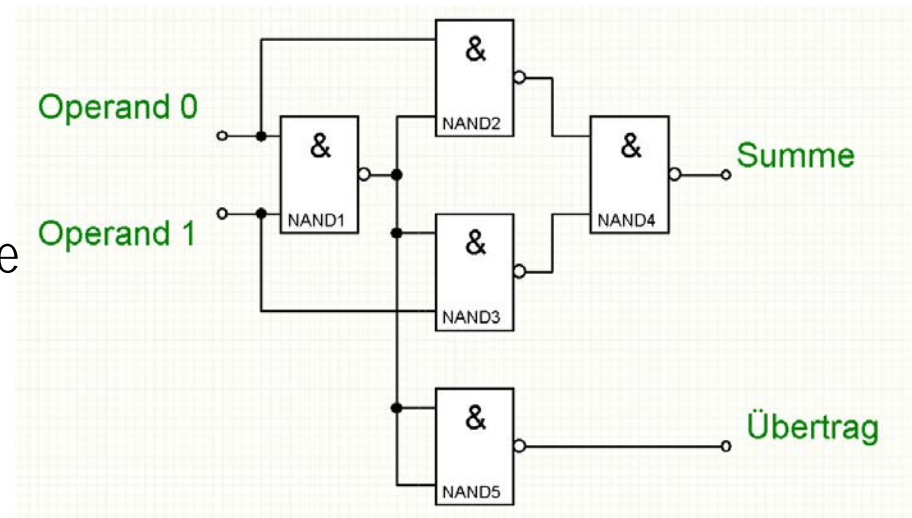 &
NAND2
Operand 0
&
NAND1
&
NAND4
Summe
Operand 1
e
&
NAND3
&
NAND5
Übertrag